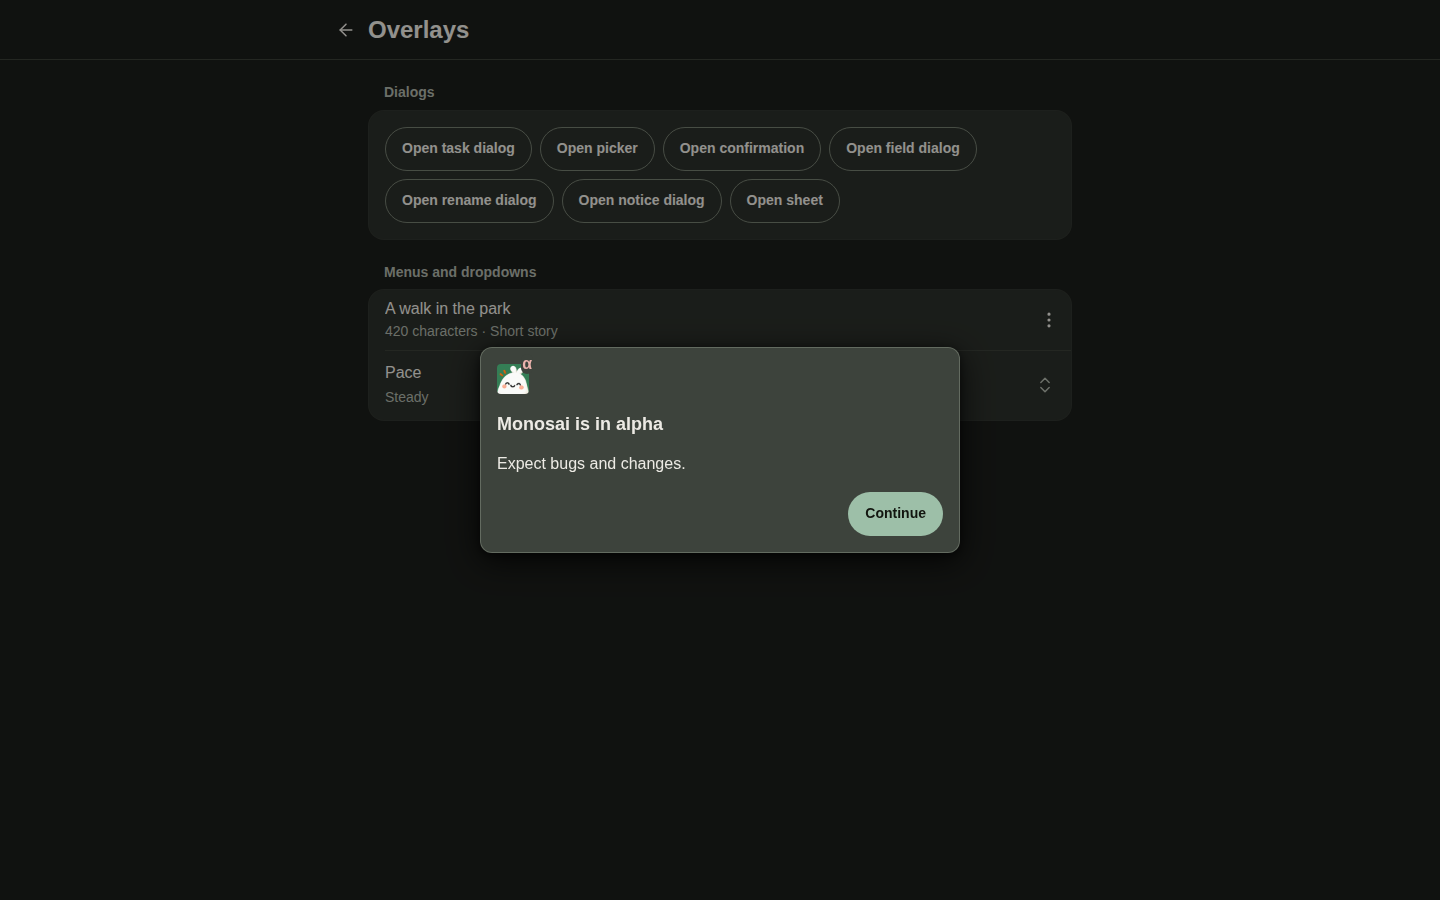 Overlays
Dialogs
Open task dialog
Open picker
Open confirmation
Open field dialog
Open rename dialog
Open notice dialog
Open sheet
Menus and dropdowns
A walk in the park
420 characters · Short story
Pace
Steady
α
Monosai is in alpha
Expect bugs and changes.
Continue